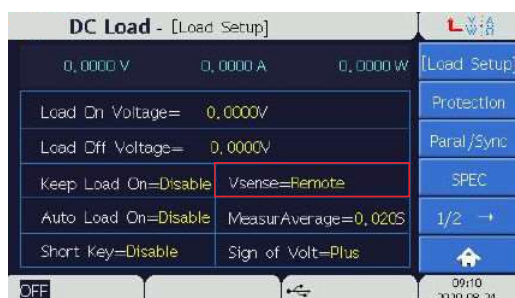 DC Load - [Load Setup]
0,0000 V 0,0000 A 0,0000 W
[Load Setup]
Load On Voltage= 0,0000V
Protection
Load Off Voltage= 0,0000V
Paral/Sync
Keep Load On=Disable Vsense=Remote
SPEC
Auto Load On=Disable MeasurAverage=0,020S
1/2 →
Short Key=Disable Sign of Volt=Plus
OFF
09:10